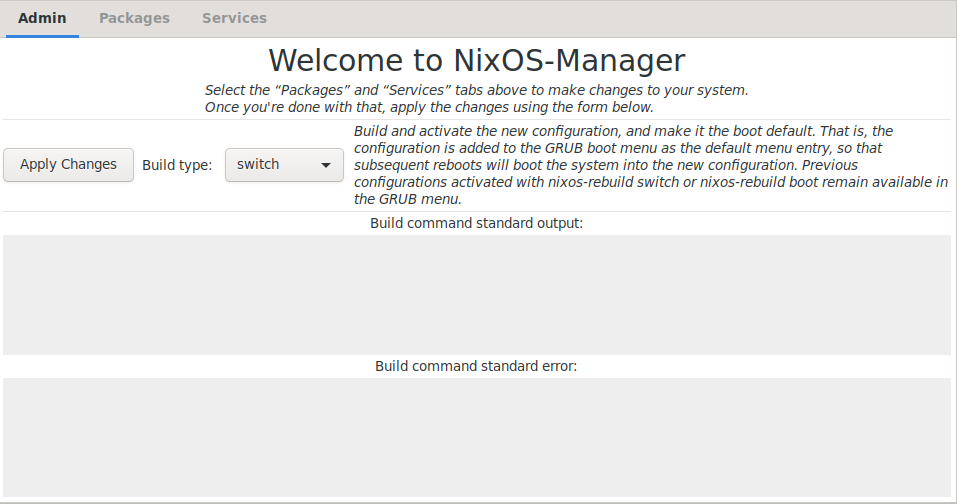 Admin Packages Services
Welcome to NixOS-Manager
Select the “Packages” and “Services” tabs above to make changes to your system.
Once you're done with that, apply the changes using the form below.
Apply Changes
Build type:
switch
Build and activate the new configuration, and make it the boot default. That is, the
configuration is added to the GRUB boot menu as the default menu entry, so that
subsequent reboots will boot the system into the new configuration. Previous
configurations activated with nixos-rebuild switch or nixos-rebuild boot remain available in
the GRUB menu.
Build command standard output:
Build command standard error: